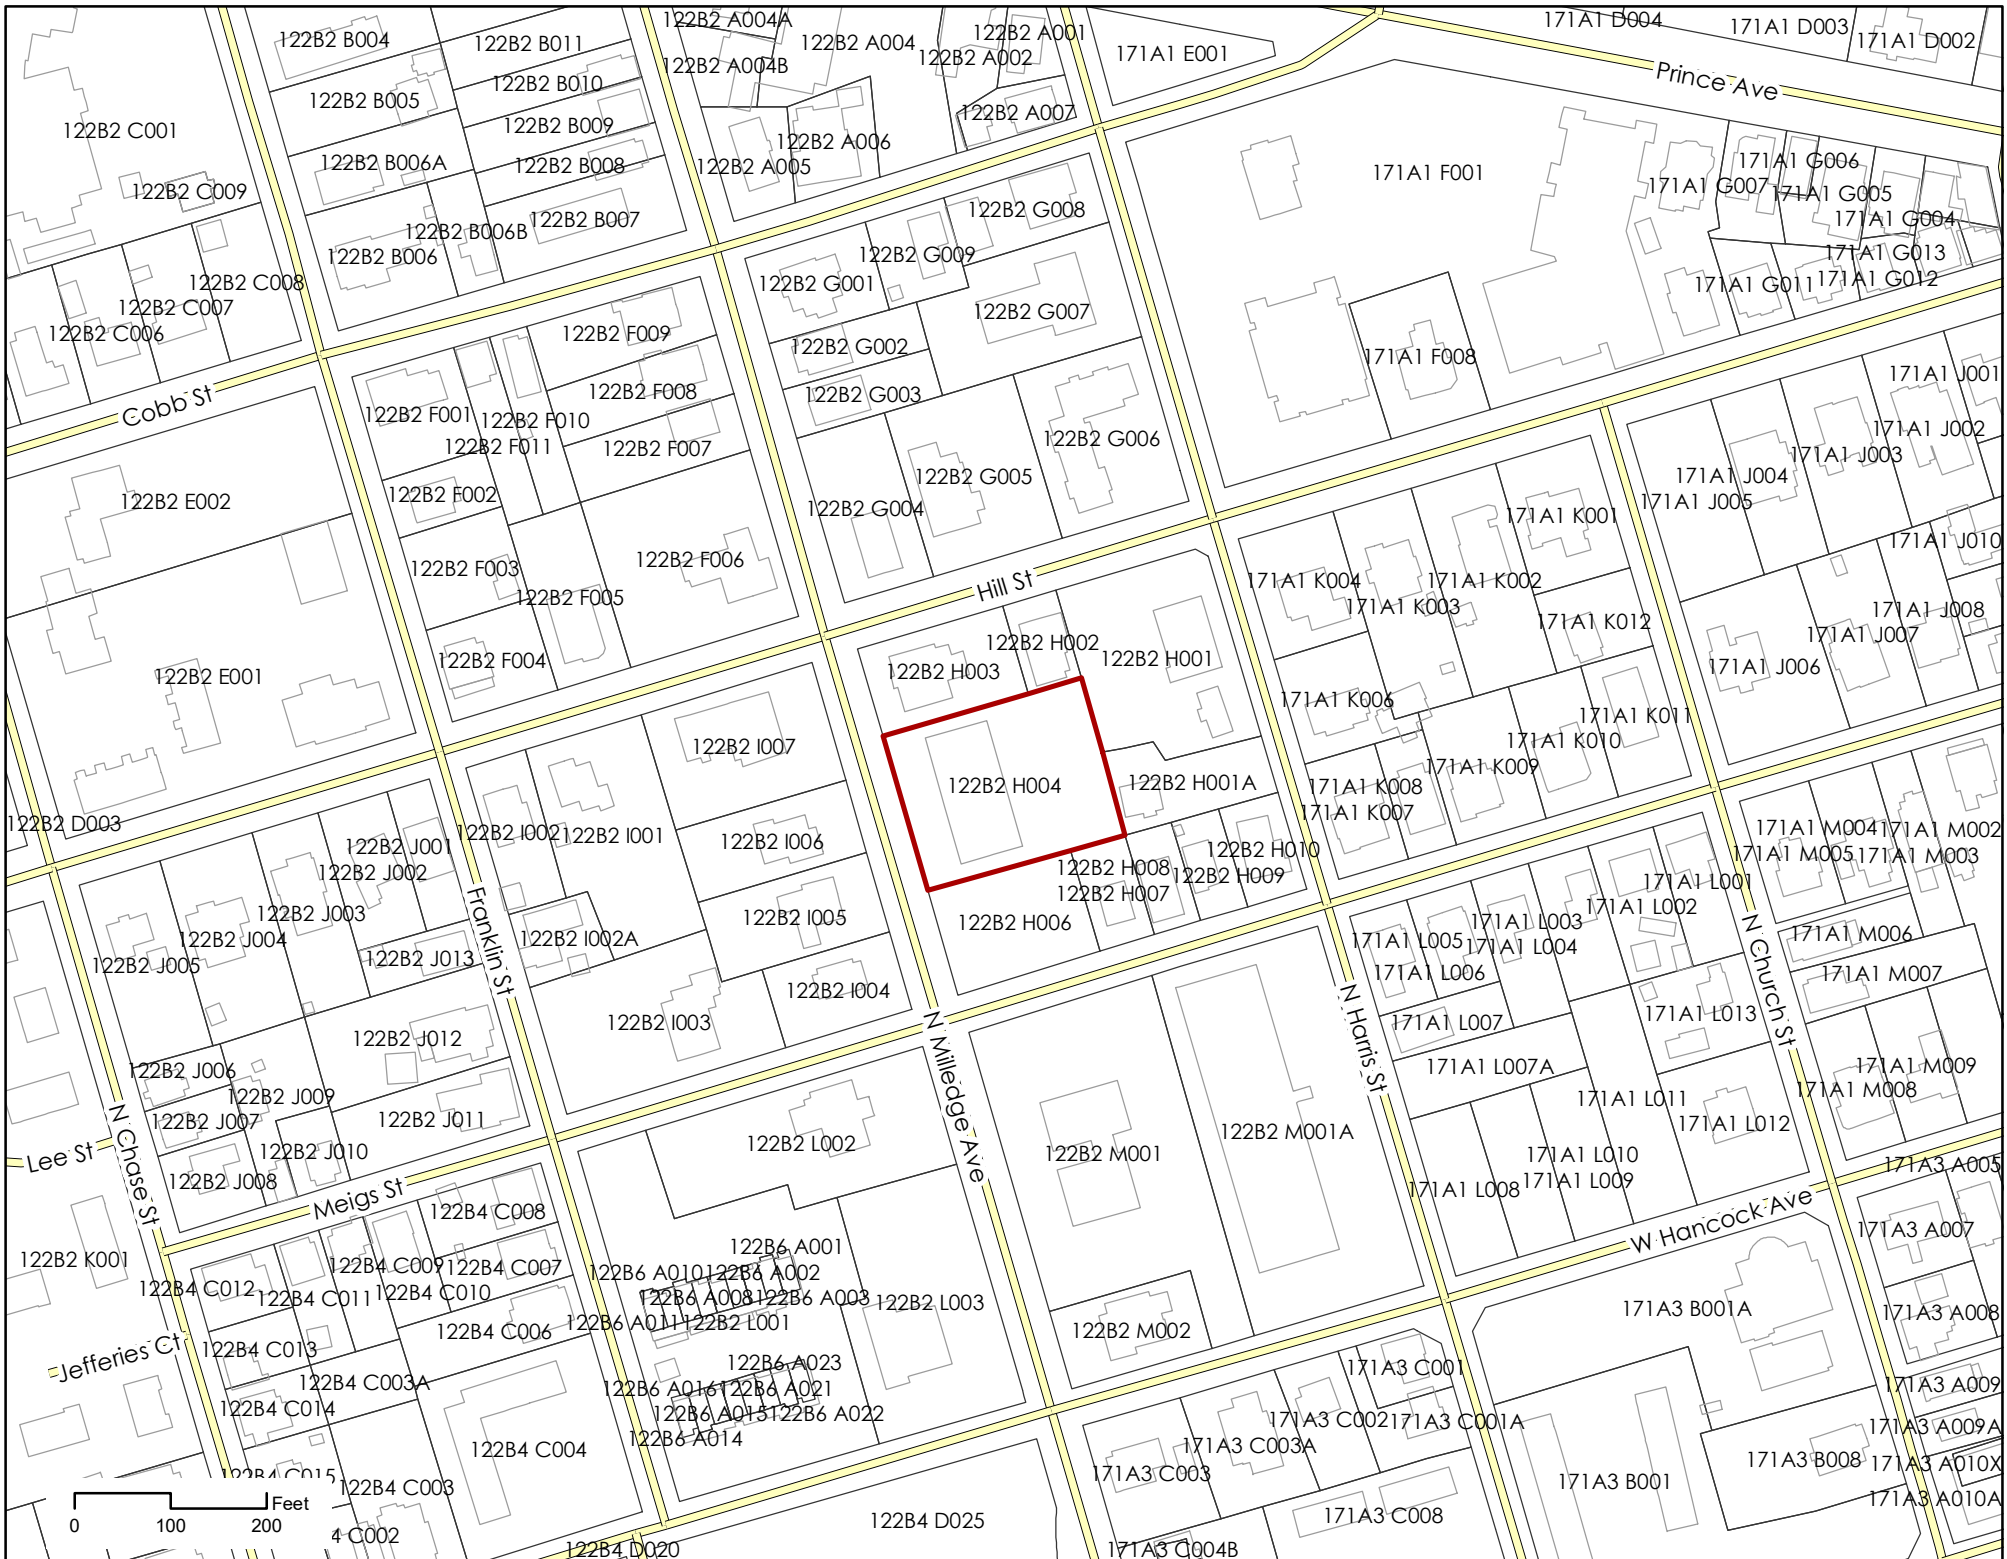 122B2 A004A
171A1 D004
171A1 D003
122B2 B004
122B2 B011
122B2 A004
122B2 A001
122B2 A002
171A1 E001
171A1 D002
122B2 A004B
Prince Ave
122B2 B005
122B2 B010
122B2 A007
122B2 C001
122B2 B009
122B2 A006
122B2 B006A
122B2 B008
122B2 A005
171A1 F001
171A1 G006
171A1 G007
171A1 G005
122B2 C009
122B2 B007
122B2 G008
171A1 G004
122B2 B006B
122B2 B006
122B2 G009
171A1 G013
122B2 C008
122B2 G001
171A1 G011
171A1 G012
122B2 C007
122B2 C006
122B2 F009
122B2 G007
122B2 G002
171A1 F008
171A1 J001
Cobb St
122B2 F008
122B2 G003
122B2 F001
122B2 F010
122B2 F011
122B2 F007
122B2 G006
171A1 J002
171A1 J003
122B2 E002
122B2 F002
122B2 G005
122B2 G004
171A1 J004
171A1 J005
171A1 K001
171A1 J010
122B2 F003
122B2 F006
Hill St
171A1 K004
171A1 K002
171A1 K003
122B2 F005
171A1 K012
171A1 J008
171A1 J007
122B2 F004
122B2 H002
122B2 H003
122B2 H001
171A1 J006
122B2 E001
171A1 K006
171A1 K011
171A1 K010
122B2 I007
122B2 H004
122B2 H001A
171A1 K009
171A1 K008
171A1 K007
122B2 D003
122B2 I002
122B2 I001
122B2 I006
122B2 J001
122B2 J002
122B2 H010
122B2 H008
122B2 H009
122B2 H007
171A1 M004
171A1 M002
171A1 M005
171A1 M003
171A1 L001
171A1 L002
122B2 J003
122B2 J004
122B2 J005
Franklin St
122B2 I005
122B2 H006
122B2 I002A
122B2 J013
171A1 L003
171A1 L005
171A1 L004
171A1 L006
N Church St
171A1 M006
171A1 M007
122B2 I004
122B2 I003
122B2 J012
N Milledge Ave
N Harris St
171A1 L007
171A1 L013
171A1 L007A
171A1 M009
171A1 M008
122B2 J006
122B2 J009
122B2 J007
122B2 J011
171A1 L011
171A1 L012
N Chase St
Lee St
122B2 J010
122B2 J008
122B2 L002
122B2 M001
122B2 M001A
171A1 L010
171A1 L009
171A1 L008
171A3 A005
Meigs St
122B4 C008
W Hancock Ave
171A3 A007
122B2 K001
122B4 C009
122B4 C007
122B6 A001
122B6 A010
122B6 A002
122B4 C012
122B4 C011
122B4 C010
122B6 A008
122B6 A003
122B2 L003
171A3 B001A
171A3 A008
122B6 A011
122B2 L001
122B4 C006
122B2 M002
Jefferies Ct
122B4 C013
122B4 C003A
122B6 A023
171A3 C001
122B6 A016
122B6 A021
171A3 A009
122B4 C014
122B6 A015
122B6 A022
122B6 A014
171A3 C002
171A3 C001A
171A3 A009A
171A3 C003A
122B4 C004
171A3 C003
171A3 B008
171A3 A010X
122B4 C015
122B4 C003
171A3 B001
171A3 A010A
Feet
0 100 200
122B4 D025
171A3 C008
4 C002
122B4 D020
171A3 C004B